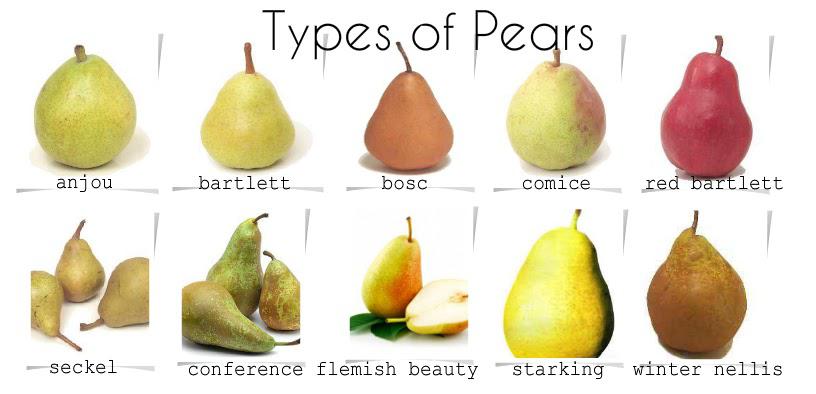 Types of Pears
anjou bartlett bosc comice red bartlett
seckel conference flemish beauty starking winter nellis